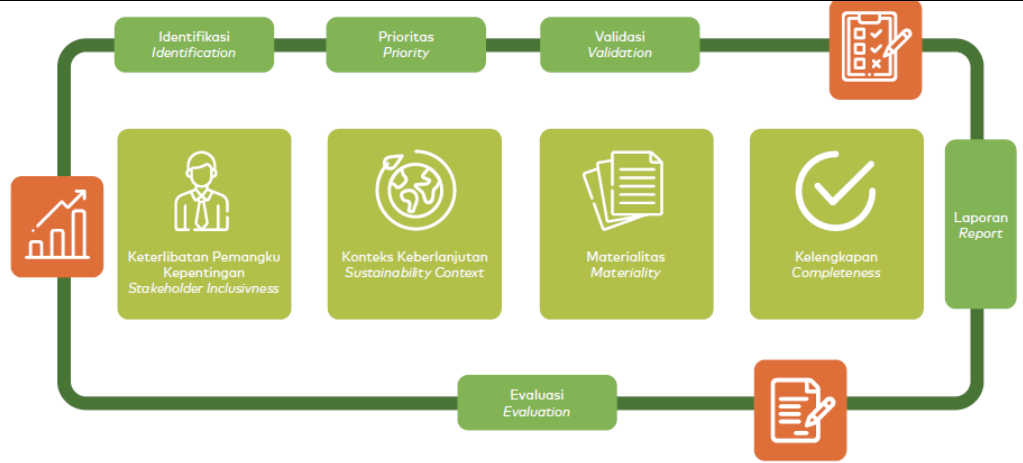 Identifikasi
Identification
Prioritas
Priority
Validasi
Validation
Keterlibatan Pemangku
Kepentingan
Stakeholder Inclusivness
Konteks Keberlanjutan
Sustainability Context
Materialitas
Materiality
Kelengkapan
Completeness
Laporan
Report
Evaluasi
Evaluation